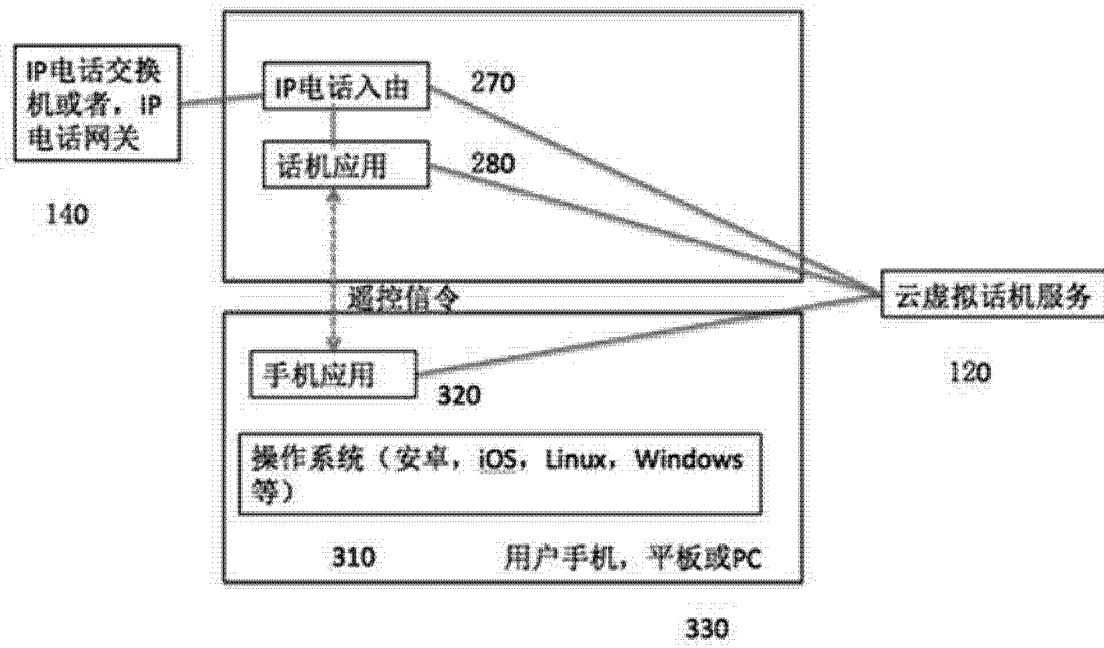 IP电话交换
机或者，IP
电话网关
140
IP电话入由
270
话机应用
280
遥控信令
云虚拟话机服务
120
手机应用
320
操作系统（安卓，iOS，Linux，Windows
等）
310
用户手机，平板或PC
330